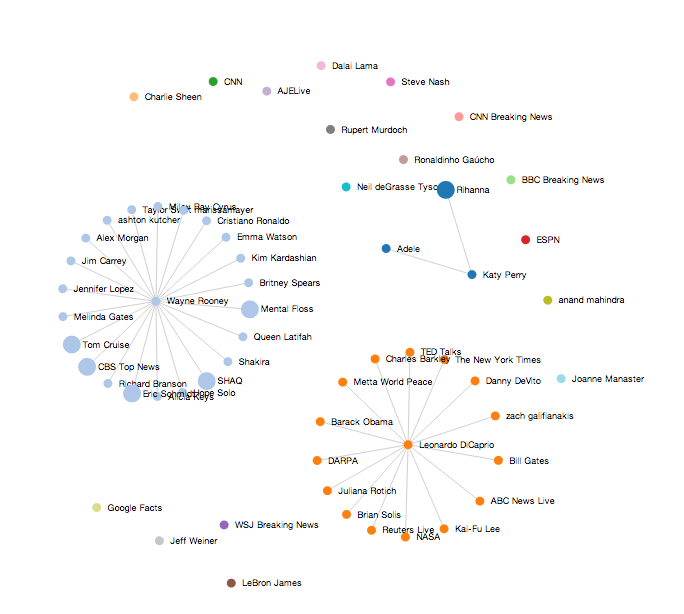 Dalai Lama
CNN
Steve Nash
AJELive
Charlie Sheen
CNN Breaking News
Rupert Murdoch
Ronaldinho Gaúcho
BBC Breaking News
Neil deGrasse Tyson
Rihanna
Miley Ray Cyrus
Taylor Swift
marissamayer
ashton kutcher
Cristiano Ronaldo
Emma Watson
Alex Morgan
ESPN
Adele
Kim Kardashian
Jim Carrey
Katy Perry
Britney Spears
Jennifer Lopez
anand mahindra
Wayne Rooney
Mental Floss
Melinda Gates
Queen Latifah
Tom Cruise
TED Talks
Charles Barkley
The New York Times
Shakira
CBS Top News
Joanne Manaster
SHAQ
Danny DeVito
Metta World Peace
Richard Branson
Eric Schmidt
Hope Solo
Alicia Keys
zach galifianakis
Barack Obama
Leonardo DiCaprio
DARPA
Bill Gates
Juliana Rotich
ABC News Live
Google Facts
Brian Solis
WSJ Breaking News
Kai-Fu Lee
Reuters Live
NASA
Jeff Weiner
LeBron James